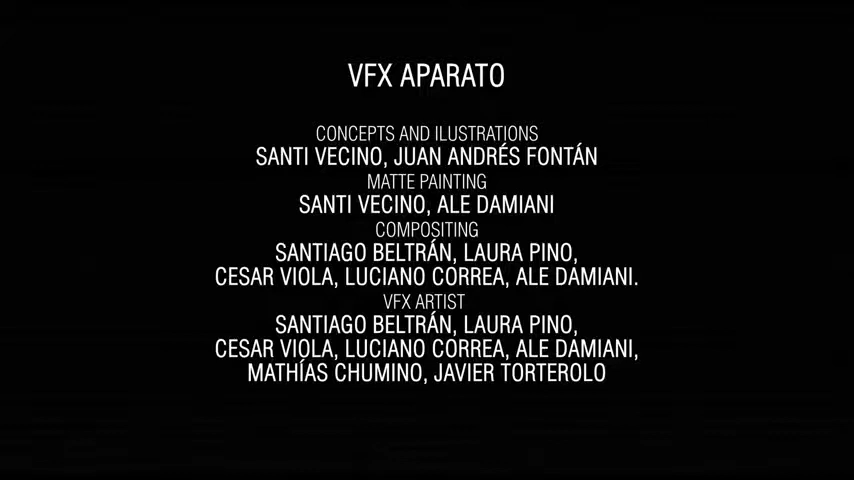 VFX APARATO
CONCEPTS AND ILUSTRATIONS
SANTI VECINO, JUAN ANDRÉS FONTÁN
MATTE PAINTING
SANTI VECINO, ALE DAMIANI
COMPOSITING
SANTIAGO BELTRÁN, LAURA PINO,
CESAR VIOLA, LUCIANO CORREA, ALE DAMIANI.
VFX ARTIST
SANTIAGO BELTRÁN, LAURA PINO,
CESAR VIOLA, LUCIANO CORREA, ALE DAMIANI,
MATHÍAS CHUMINO, JAVIER TORTEROLO